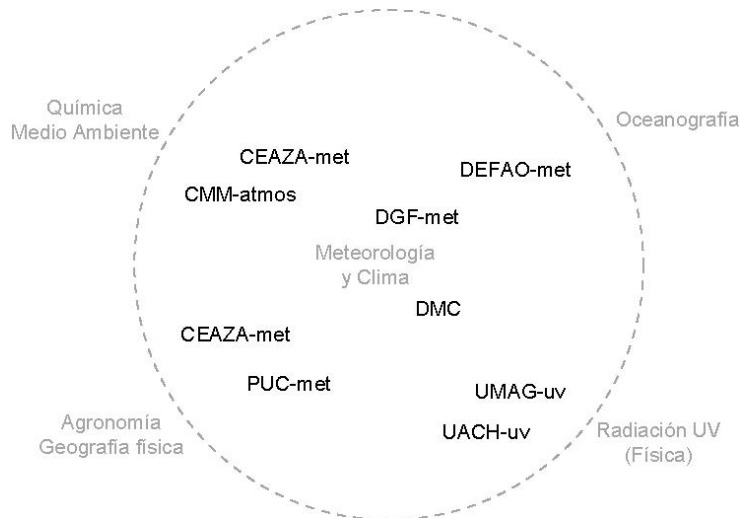 Química
Medio Ambiente
Oceanografía
CEAZA-met
DEFAO-met
CMM-atmos
DGF-met
Meteorología
y Clima
DMC
CEAZA-met
PUC-met
UMAG-uv
Agronomía
Geografía física
UACH-uv
Radiación UV
(Física)